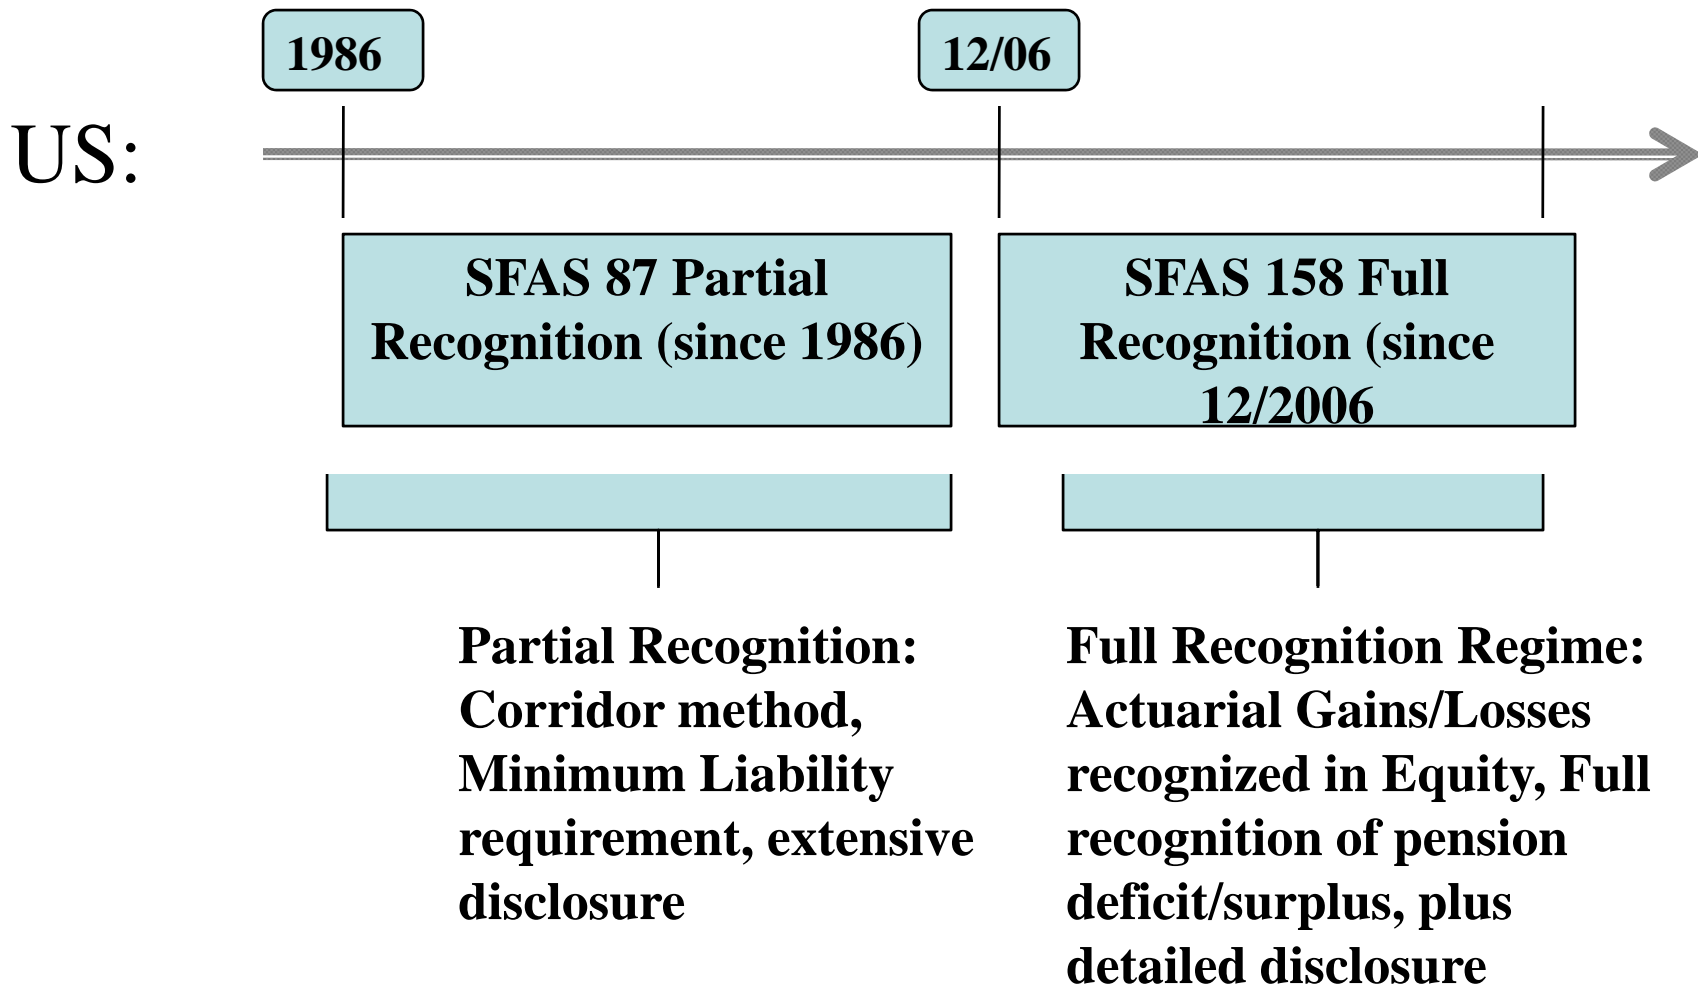 1986
12/06
US:
SFAS 87 Partial
Recognition (since 1986)
SFAS 158 Full
Recognition (since
12/2006
Partial Recognition:
Corridor method,
Minimum Liability
requirement, extensive
disclosure
Full Recognition Regime:
Actuarial Gains/Losses
recognized in Equity, Full
recognition of pension
deficit/surplus, plus
detailed disclosure